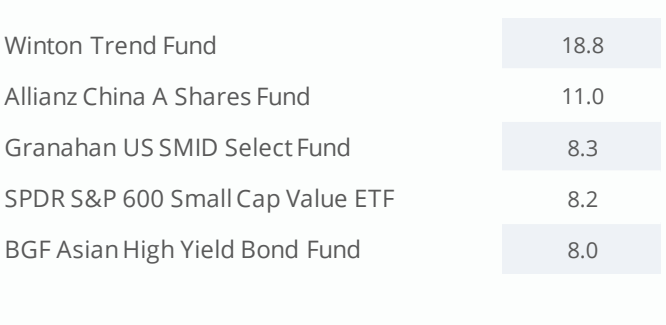 Winton Trend Fund 18.8
Allianz China A Shares Fund 11.0
Granahan US SMID Select Fund 8.3
SPDR S&P 600 Small Cap Value ETF 8.2
BGF Asian High Yield Bond Fund 8.0